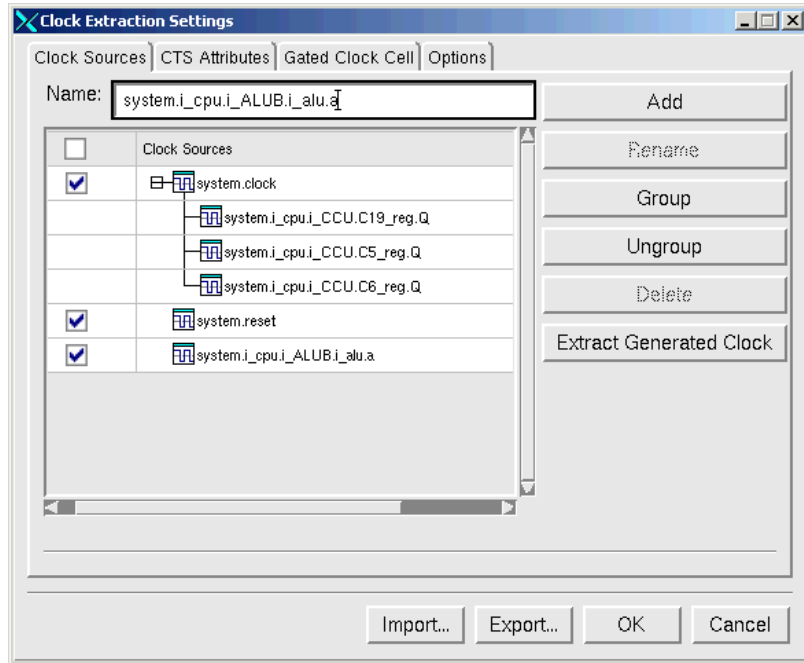 Clock Extraction Settings
Clock Sources CTS Attributes Gated Clock Cell Options
Name: system.i_cpu.i_ALUB.i_alu.a Add
Clock Sources Rename
system.clock Group
system.i_cpu.i_CCU.C19_reg.Q
system.i_cpu.i_CCU.C5_reg.Q Ungroup
system.i_cpu.i_CCU.C6_reg.Q Delete
system.reset
system.i_cpu.i_ALUB.i_alu.a Extract Generated Clock
Import... Export... OK Cancel